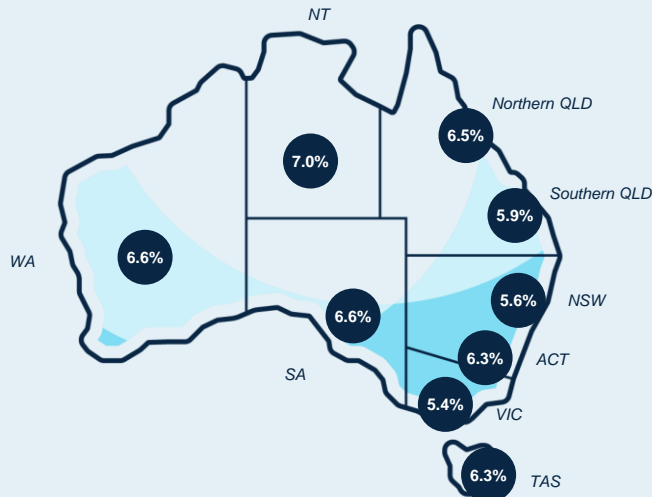 NT
Northern QLD
6.5%
7.0%
Southern QLD
5.9%
WA
6.6%
5.6%
NSW
6.6%
6.3%
ACT
SA
5.4%
VIC
6.3%
TAS